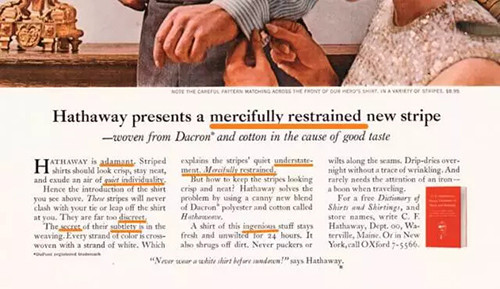 NOTE THE CAREFUL PATTERN MATCHING ACROSS THE FRONT OF OUR HERO'S SHIRT. IN A VARIETY OF STRIPES, $8.95
Hathaway presents a mercifully restrained new stripe
—woven from Dacron* and cotton in the cause of good taste
HATHAWAY is adamant. Striped
shirts should look crisp, stay neat,
and exude an air of quiet individuality.
Hence the introduction of the shirt
you see above. These stripes will never
clash with your tie or leap off the shirt
at you. They are far too discreet.
The secret of their subtlety is in the
weaving. Every strand of color is cross-
woven with a strand of white. Which
*DuPont registered trademark
explains the stripes' quiet understate-
ment. Mercifully restrained.
But how to keep the stripes looking
crisp and neat? Hathaway solves the
problem by using a canny new blend
of Dacron* polyester and cotton called
Hathaweave.
A shirt of this ingenious stuff stays
fresh and unwilted for 24 hours. It
also shrugs off dirt. Never puckers or
wilts along the seams. Drip-dries over-
night without a trace of wrinkling. And
rarely needs the attention of an iron—
a boon when traveling.
For a free Dictionary of
Shirts and Shirtings, and
store names, write C. F.
Hathaway, Dept. 00, Wa-
terville, Maine. Or in New
York, call OXford 7-5566.
"Never wear a white shirt before sundown!" says Hathaway.